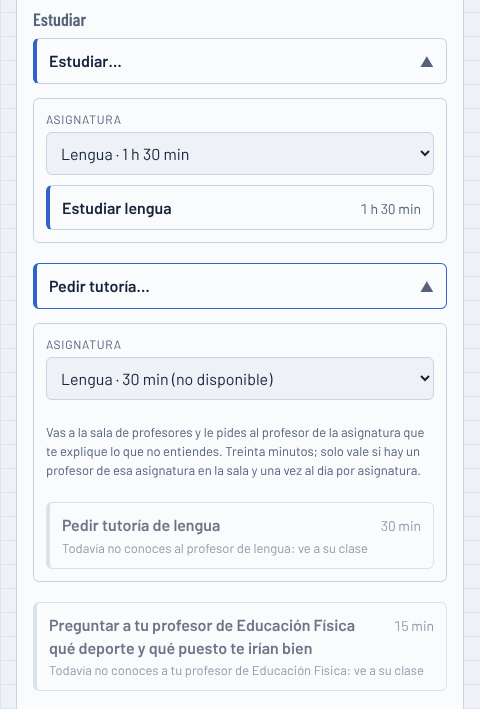 Estudiar
Estudiar...
ASIGNATURA
Lengua · 1 h 30 min
Estudiar lengua 1 h 30 min
Pedir tutoría...
ASIGNATURA
Lengua · 30 min (no disponible)
Vas a la sala de profesores y le pides al profesor de la asignatura que
te explique lo que no entiendes. Treinta minutos; solo vale si hay un
profesor de esa asignatura en la sala y una vez al día por asignatura.
Pedir tutoría de lengua 30 min
Todavía no conoces al profesor de lengua: ve a su clase
Preguntar a tu profesor de Educación Física 15 min
qué deporte y qué puesto te irían bien
Todavía no conoces a tu profesor de Educación Física: ve a su clase